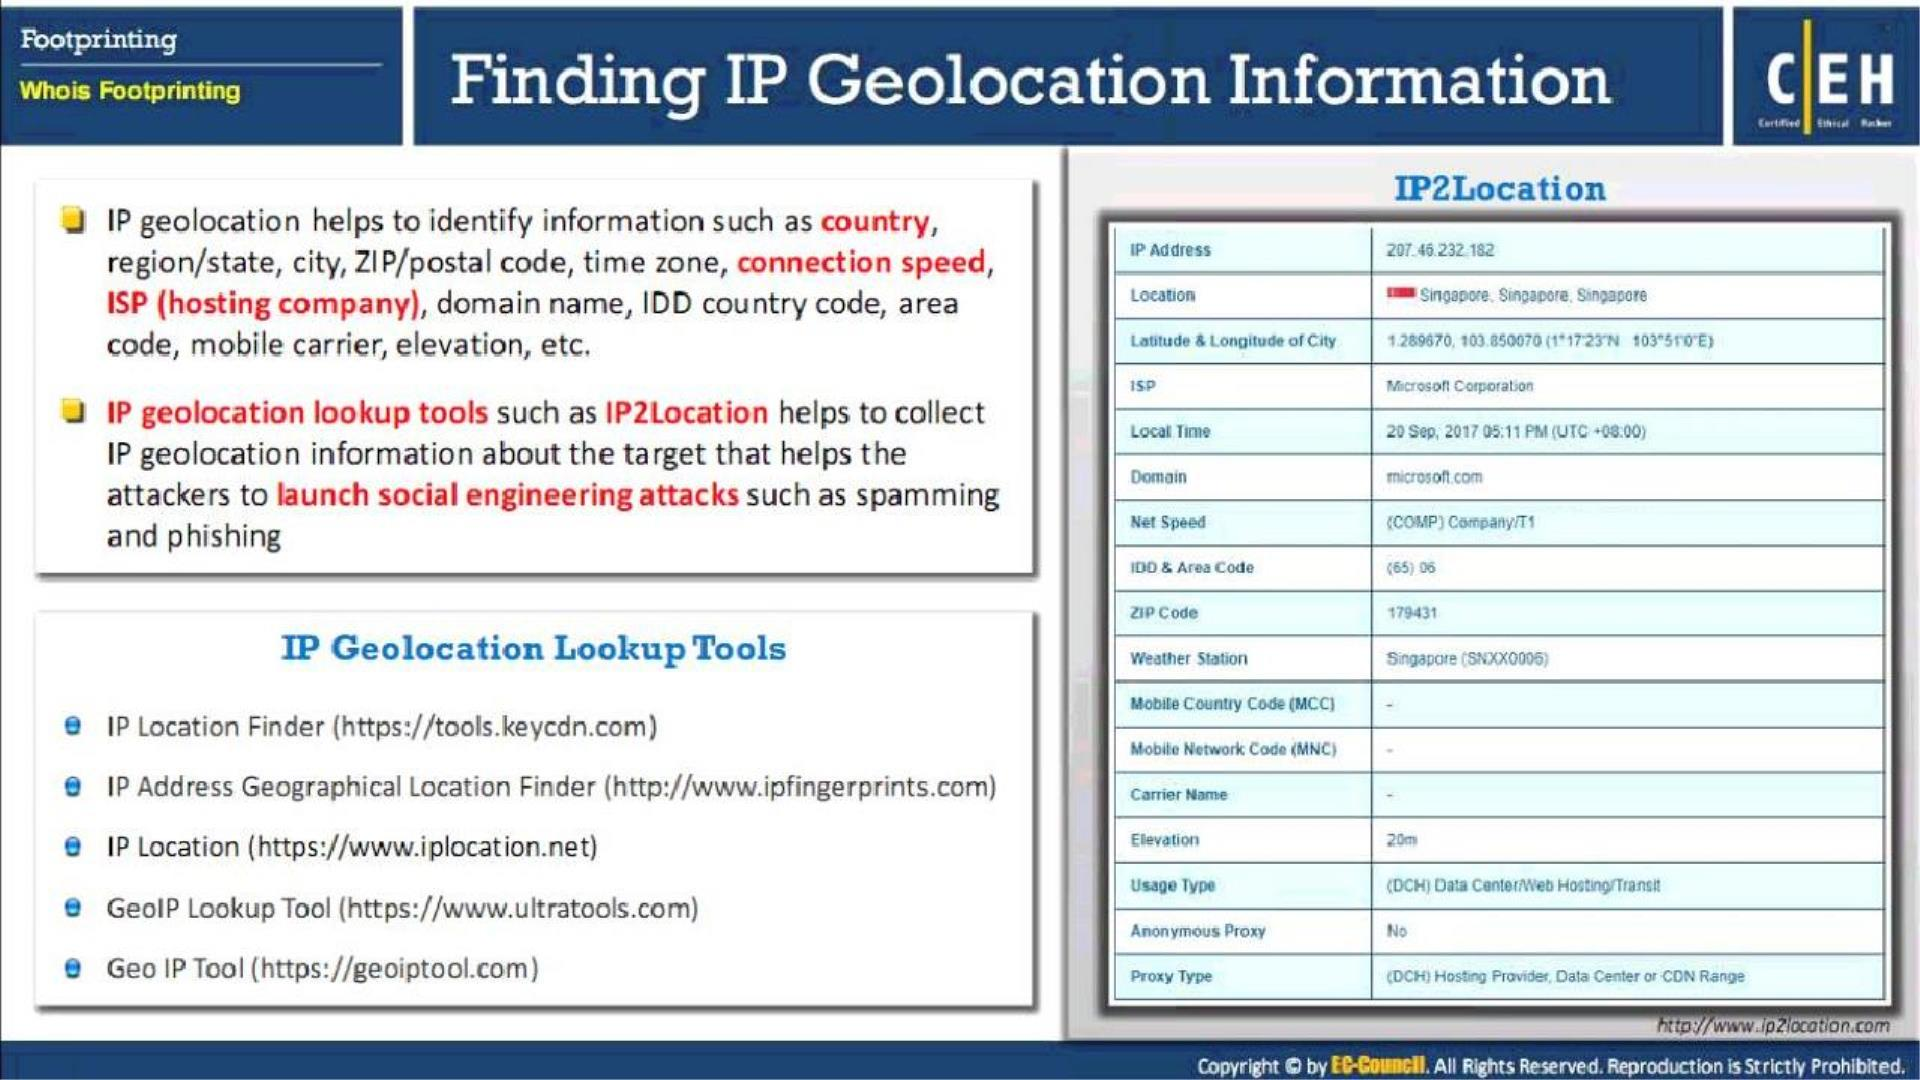 Footprinting
Whois Footprinting
Finding IP Geolocation Information
C|EH
Certified Ethical Hacker
IP geolocation helps to identify information such as country,
region/state, city, ZIP/postal code, time zone, connection speed,
ISP (hosting company), domain name, IDD country code, area
code, mobile carrier, elevation, etc.
IP geolocation lookup tools such as IP2Location helps to collect
IP geolocation information about the target that helps the
attackers to launch social engineering attacks such as spamming
and phishing
IP Geolocation Lookup Tools
IP Location Finder (https://tools.keycdn.com)
IP Address Geographical Location Finder (http://www.ipfingerprints.com)
IP Location (https://www.iplocation.net)
GeoIP Lookup Tool (https://www.ultratools.com)
Geo IP Tool (https://geoiptool.com)
IP2Location
IP Address 207.46.232.182
Location Singapore, Singapore, Singapore
Latitude & Longitude of City 1.289670, 103.850070 (1°17'23"N 103°51'0"E)
ISP Microsoft Corporation
Local Time 20 Sep, 2017 05:11 PM (UTC +08:00)
Domain microsoft.com
Net Speed (COMP) Company/T1
IDD & Area Code (65) 06
ZIP Code 179431
Weather Station Singapore (SNXX0006)
Mobile Country Code (MCC) -
Mobile Network Code (MNC) -
Carrier Name -
Elevation 20m
Usage Type (DCH) Data Center/Web Hosting/Transit
Anonymous Proxy No
Proxy Type (DCH) Hosting Provider, Data Center or CDN Range
http://www.ip2location.com
Copyright © by EC-Council. All Rights Reserved. Reproduction is Strictly Prohibited.